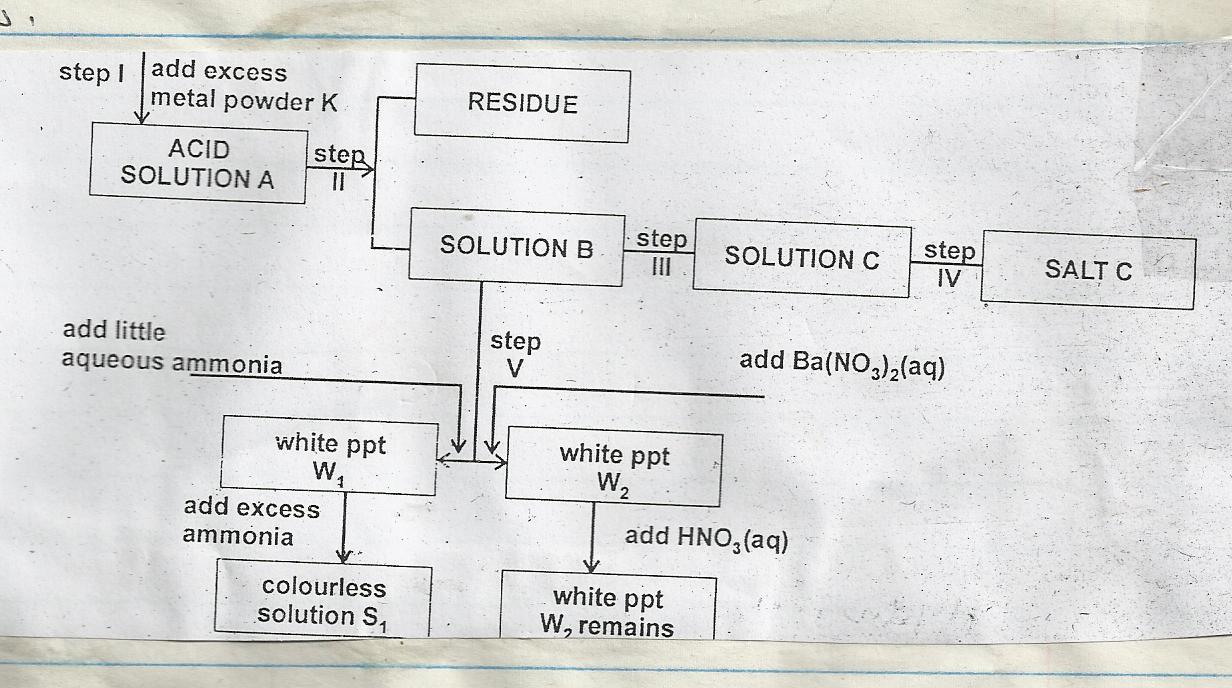 step I
add excess
metal powder K
RESIDUE
ACID
SOLUTION A
step
II
SOLUTION B
step
III
SOLUTION C
step
IV
SALT C
add little
aqueous ammonia
step
V
add Ba(NO₃)₂(aq)
white ppt
W₁
white ppt
W₂
add excess
ammonia
add HNO₃(aq)
colourless
solution S₁
white ppt
W₂ remains